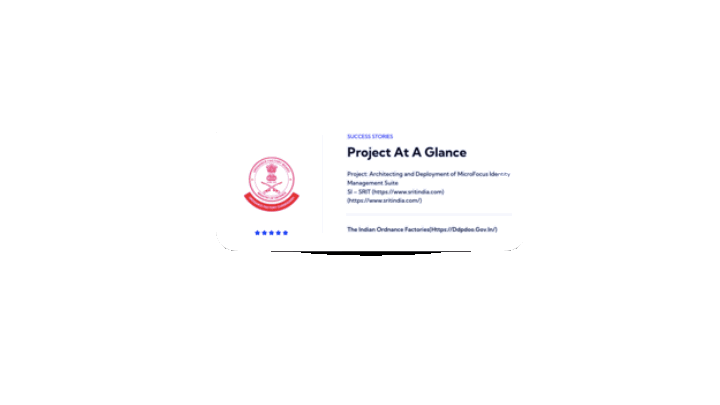 SUCCESS STORIES
Project At A Glance
Project: Architecting and Deployment of MicroFocus Identity
Management Suite
SI – SRIT (https://www.sritindia.com)
(https://www.sritindia.com/)
The Indian Ordnance Factories(Https://Ddpdoo.Gov.In/)